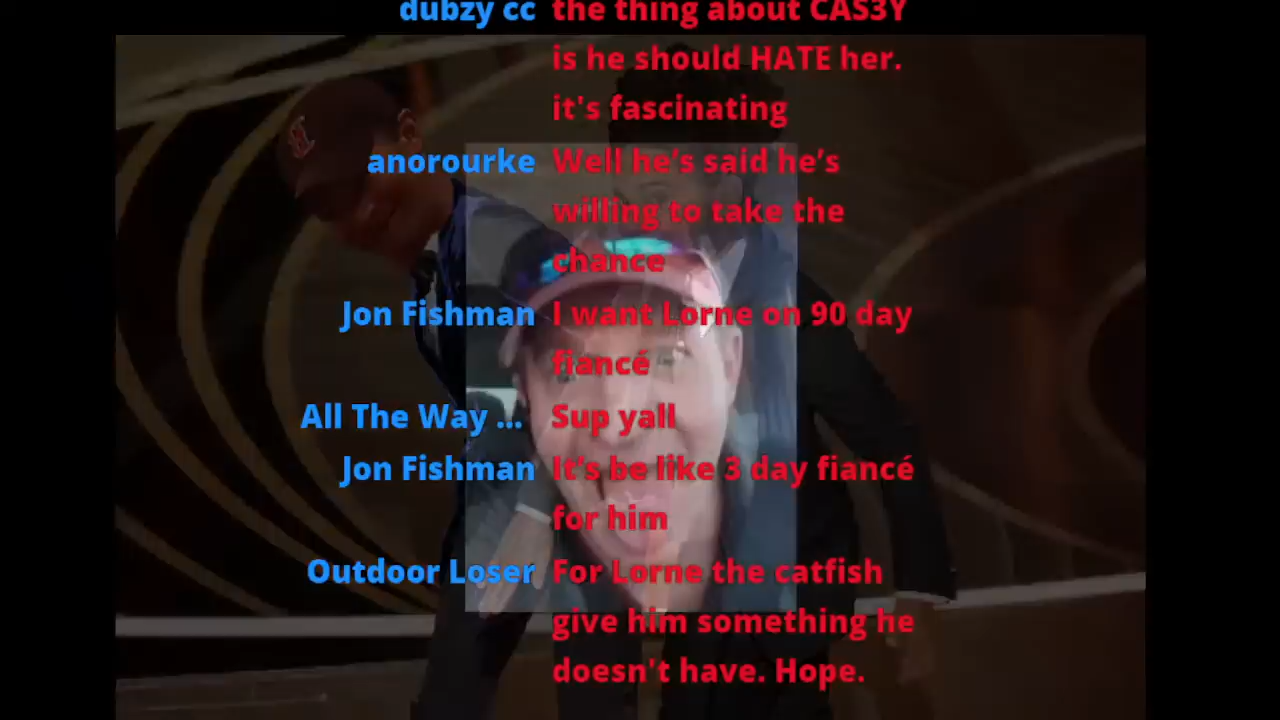 dubzy cc the thing about CAS3Y
is he should HATE her.
it's fascinating
anorourke Well he’s said he’s
willing to take the
chance
Jon Fishman I want Lorne on 90 day
fiancé
All The Way ... Sup yall
Jon Fishman It’s be like 3 day fiancé
for him
Outdoor Loser For Lorne the catfish
give him something he
doesn't have. Hope.